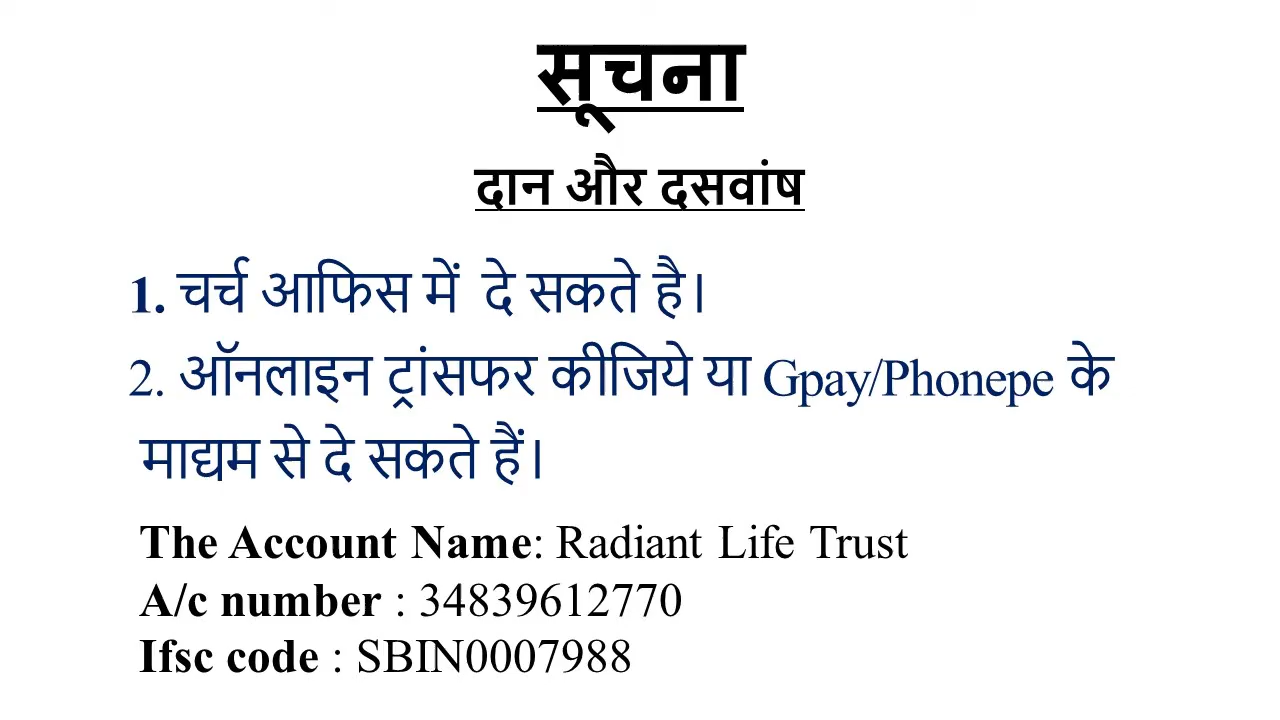 सूचना
दान और दसवांष
1. चर्च आफिस में दे सकते है।
2. ऑनलाइन ट्रांसफर कीजिये या Gpay/Phonepe के
माद्यम से दे सकते हैं।
The Account Name: Radiant Life Trust
A/c number : 34839612770
Ifsc code : SBIN0007988